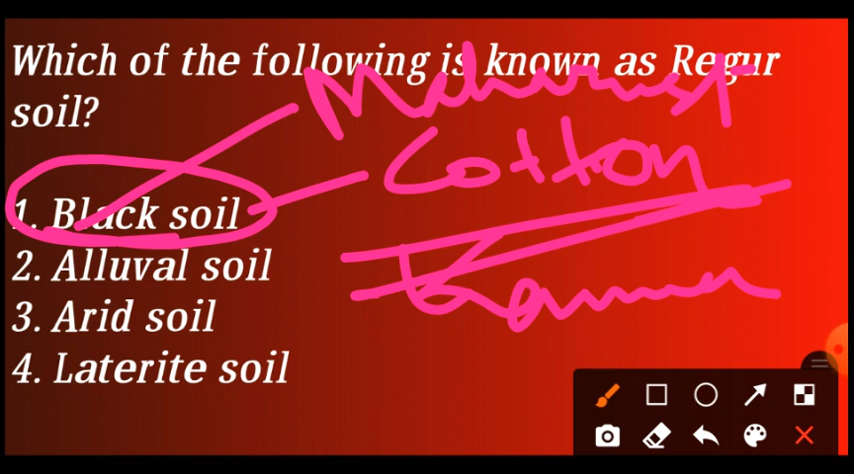 Which of the following is known as Regur
soil?
Cotton
1. Black soil
2. Alluval soil
3. Arid soil
4. Laterite soil